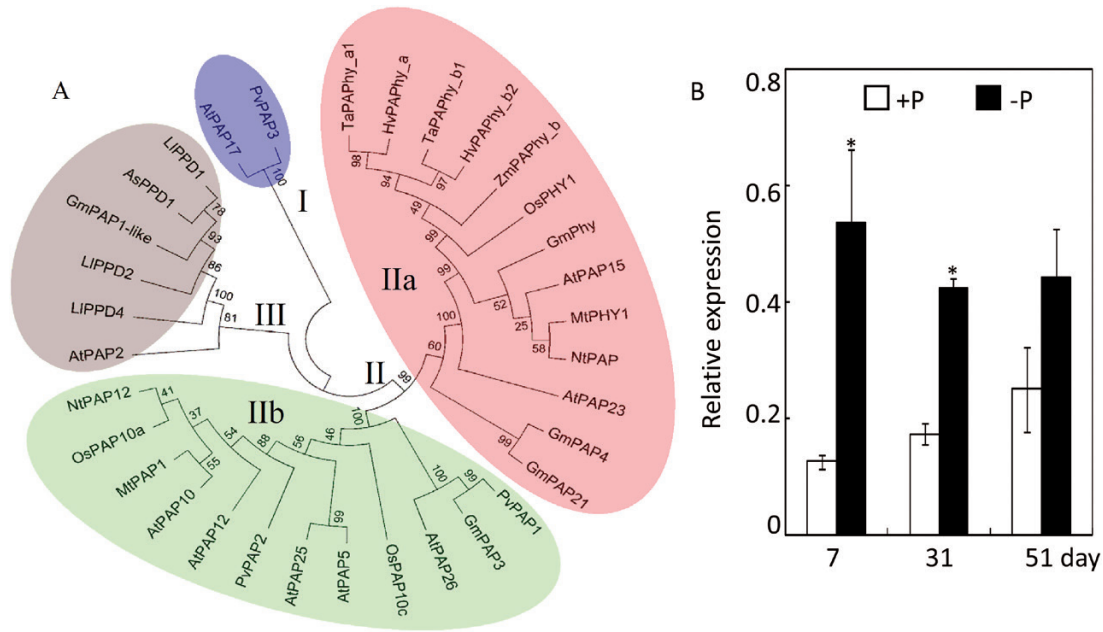 A
PvPAP3
AtPAP17
100
I
LlPPD1
AsPPD1
GmPAP1-like
LlPPD2
LlPPD4
AtPAP2
78
93
86
100
81
III
TaPAPhy_a1
HvPAPhy_a
TaPAPhy_b1
HvPAPhy_b2
ZmPAPhy_b
OsPHY1
GmPhy
AtPAP15
MtPHY1
NtPAP
AtPAP23
GmPAP4
GmPAP21
98
97
94
49
99
99
52
25
58
100
60
99
99
IIa
II
IIb
NtPAP12
OsPAP10a
MtPAP1
AtPAP10
AtPAP12
PvPAP2
AtPAP25
AtPAP5
OsPAP10c
AtPAP26
GmPAP3
PvPAP1
41
37
55
54
88
56
99
46
100
99
100
B
Relative expression
0.8
0.6
0.4
0.2
0
+P
-P
*
*
7
31
51 day